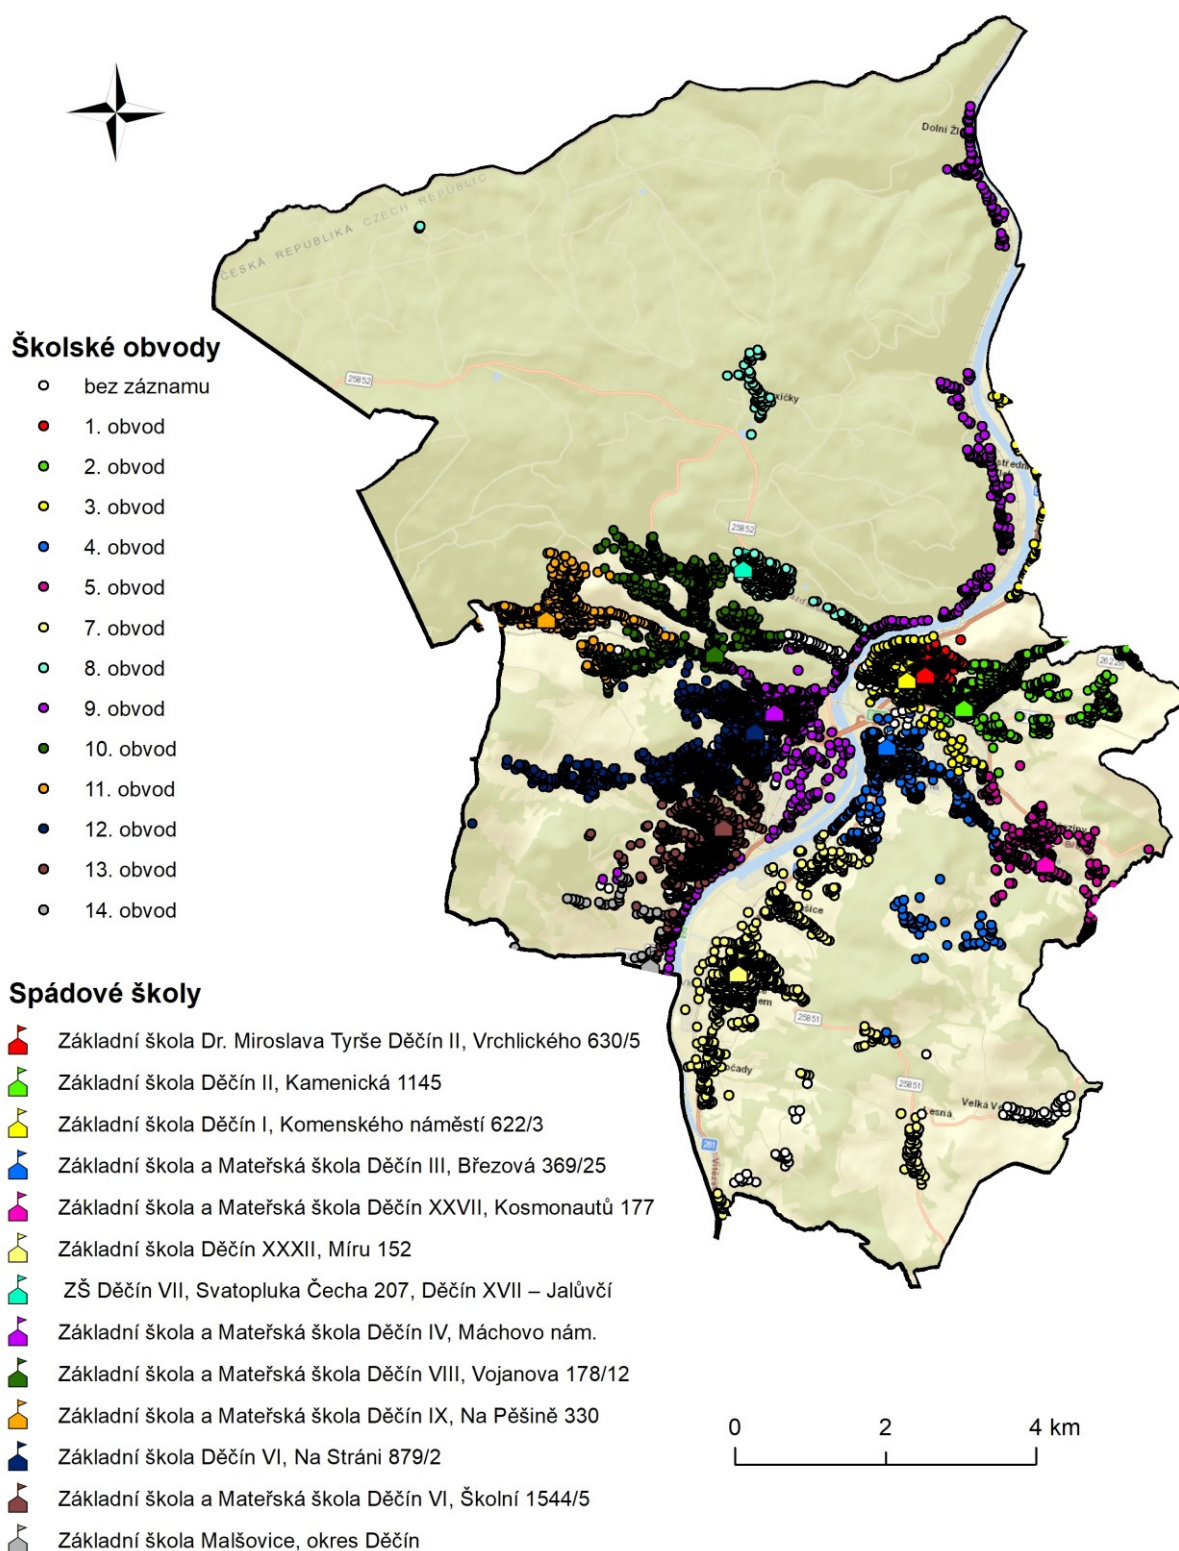 Dolní Žl
ČESKÁ REPUBLIKA CZECH REPUBLIC
25852
25852
Školské obvody
bez záznamu
1. obvod
2. obvod
3. obvod
4. obvod
5. obvod
7. obvod
8. obvod
9. obvod
10. obvod
11. obvod
12. obvod
13. obvod
14. obvod
25851
25851
Lesná
Velká V
261
Spádové školy
Základní škola Dr. Miroslava Tyrše Děčín II, Vrchlického 630/5
Základní škola Děčín II, Kamenická 1145
Základní škola Děčín I, Komenského náměstí 622/3
Základní škola a Mateřská škola Děčín III, Březová 369/25
Základní škola a Mateřská škola Děčín XXVII, Kosmonautů 177
Základní škola Děčín XXXII, Míru 152
ZŠ Děčín VII, Svatopluka Čecha 207, Děčín XVII – Jalůvčí
Základní škola a Mateřská škola Děčín IV, Máchovo nám.
Základní škola a Mateřská škola Děčín VIII, Vojanova 178/12
Základní škola a Mateřská škola Děčín IX, Na Pěšině 330
Základní škola Děčín VI, Na Stráni 879/2
Základní škola a Mateřská škola Děčín VI, Školní 1544/5
Základní škola Malšovice, okres Děčín
0 2 4 km